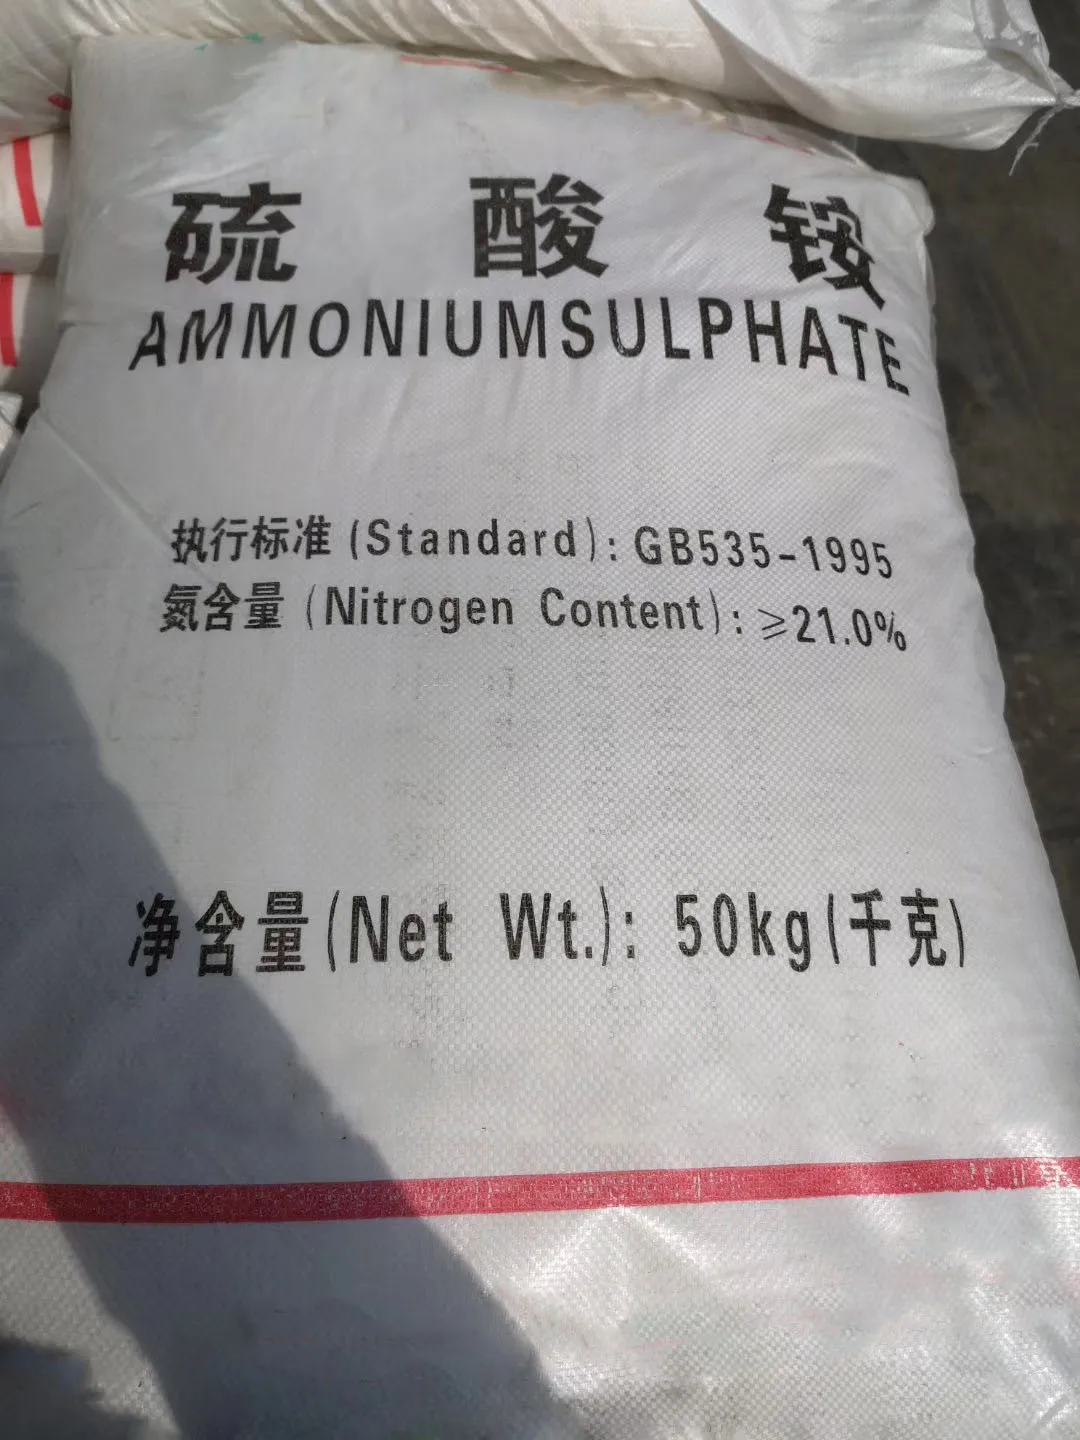 硫酸铵
AMMONIUMSULPHATE
执行标准(Standard):GB535-1995
氮含量(Nitrogen Content):≥21.0%
净含量(Net Wt.):50kg(千克)